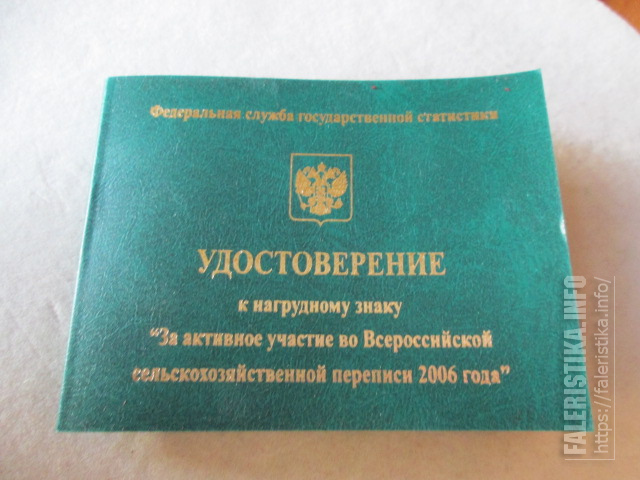 Федеральная служба государственной статистики
УДОСТОВЕРЕНИЕ
к нагрудному знаку
"За активное участие во Всероссийской
сельскохозяйственной переписи 2006 года"
FALERISTIKA.INFO
https://faleristika.info/